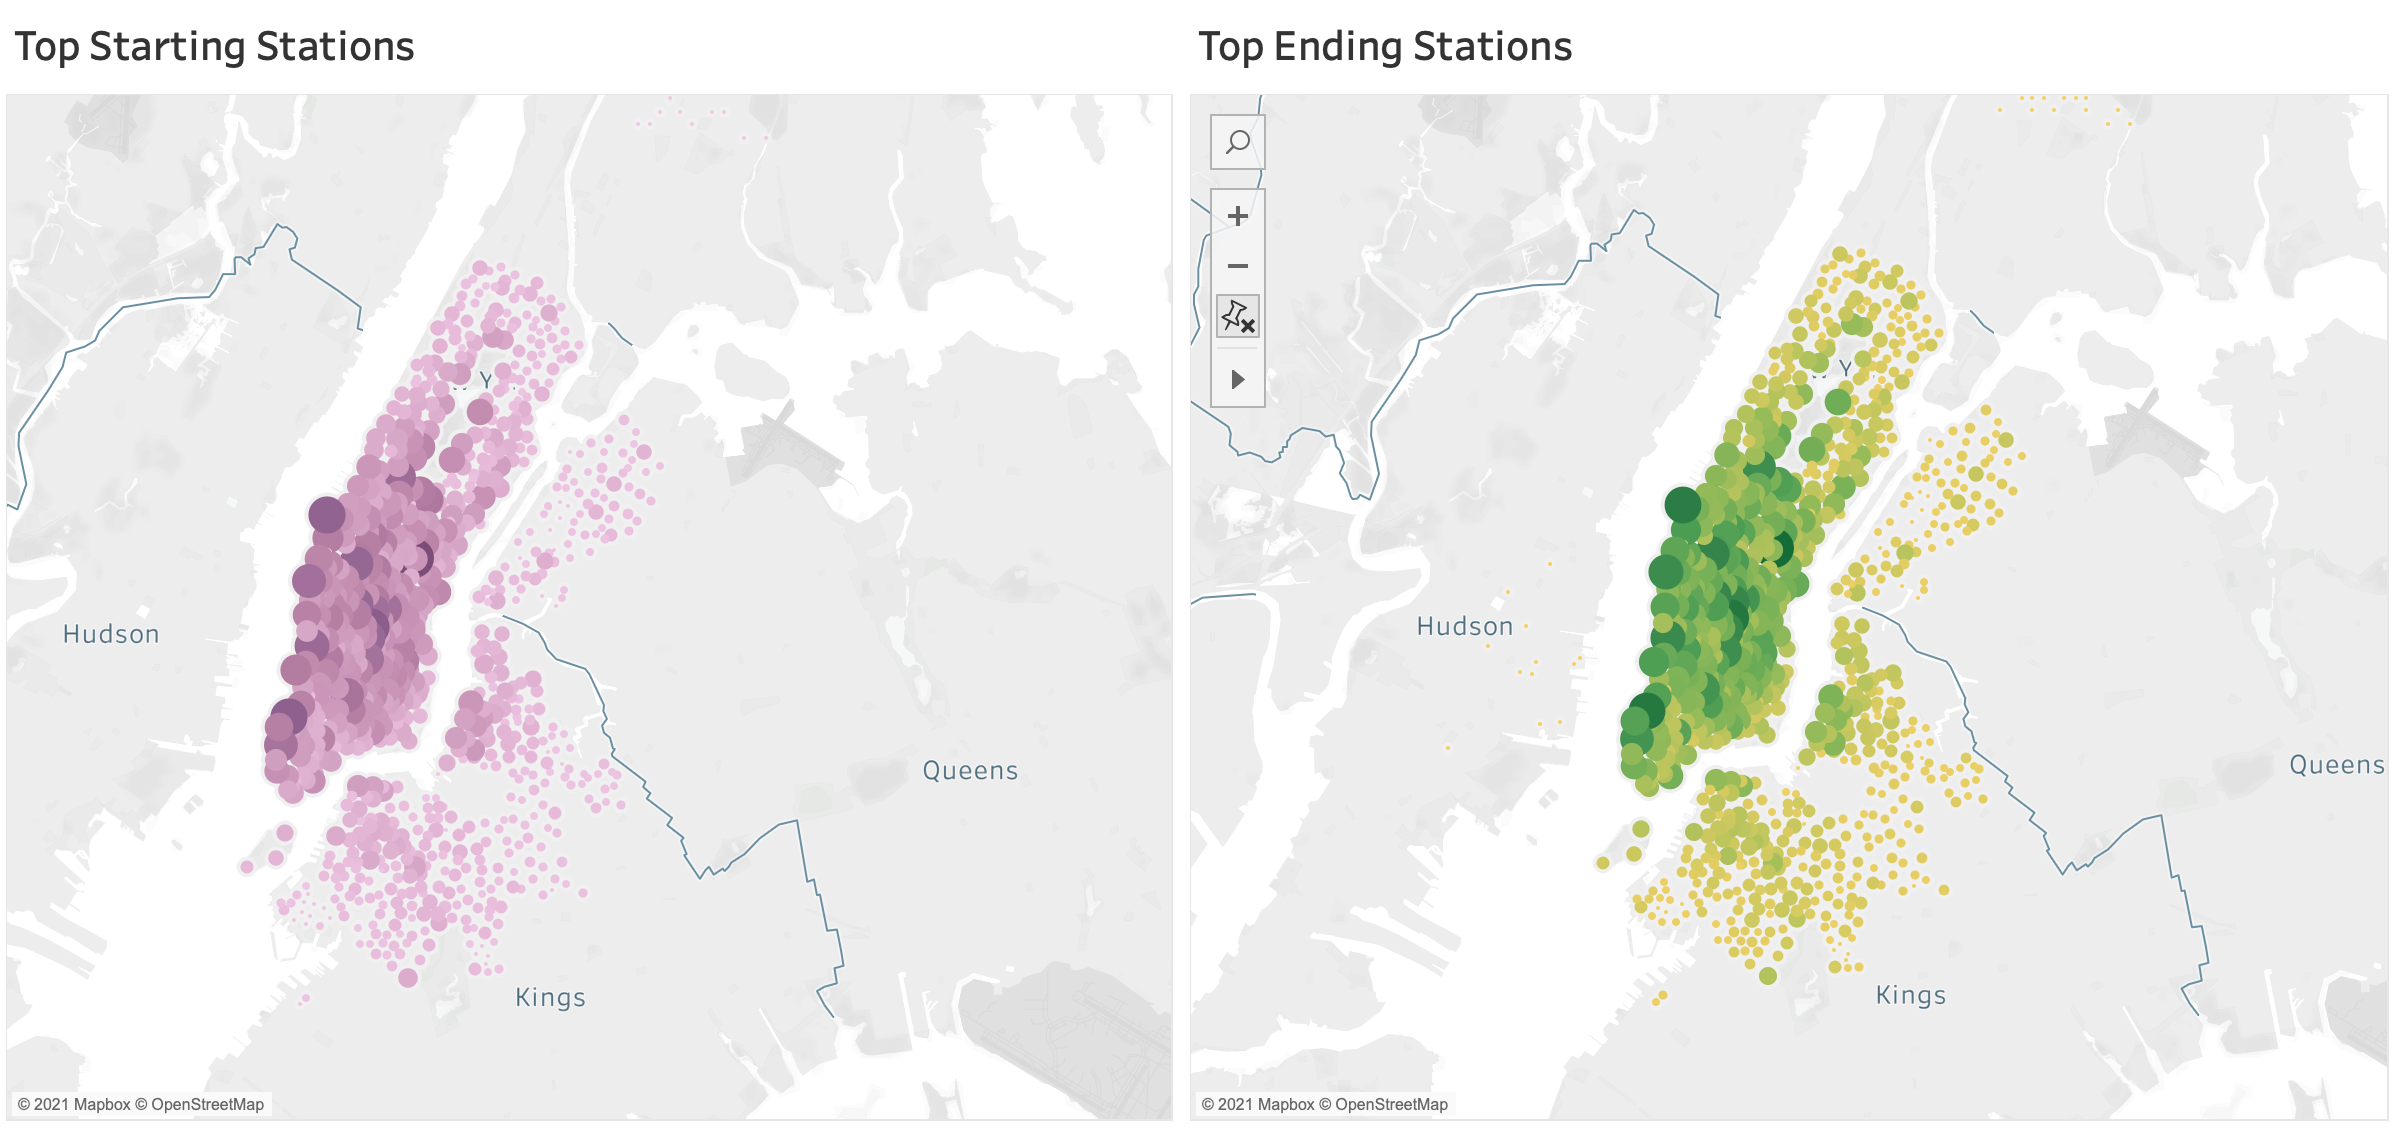 Top Starting Stations
Y
Hudson
Queens
Kings
© 2021 Mapbox © OpenStreetMap
Top Ending Stations
Y
Hudson
Queens
Kings
© 2021 Mapbox © OpenStreetMap